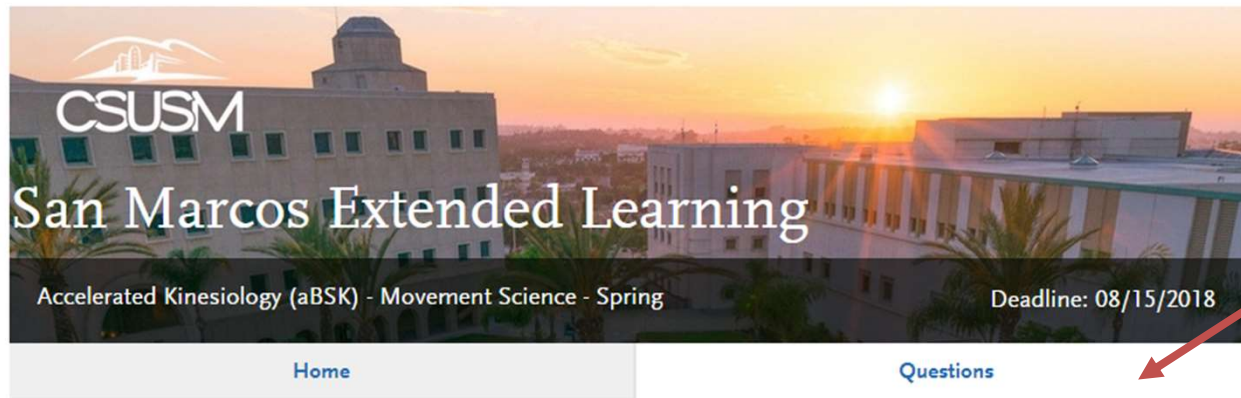 CSUSM
San Marcos Extended Learning
Accelerated Kinesiology (aBSK) - Movement Science - Spring
Deadline: 08/15/2018
Home
Questions